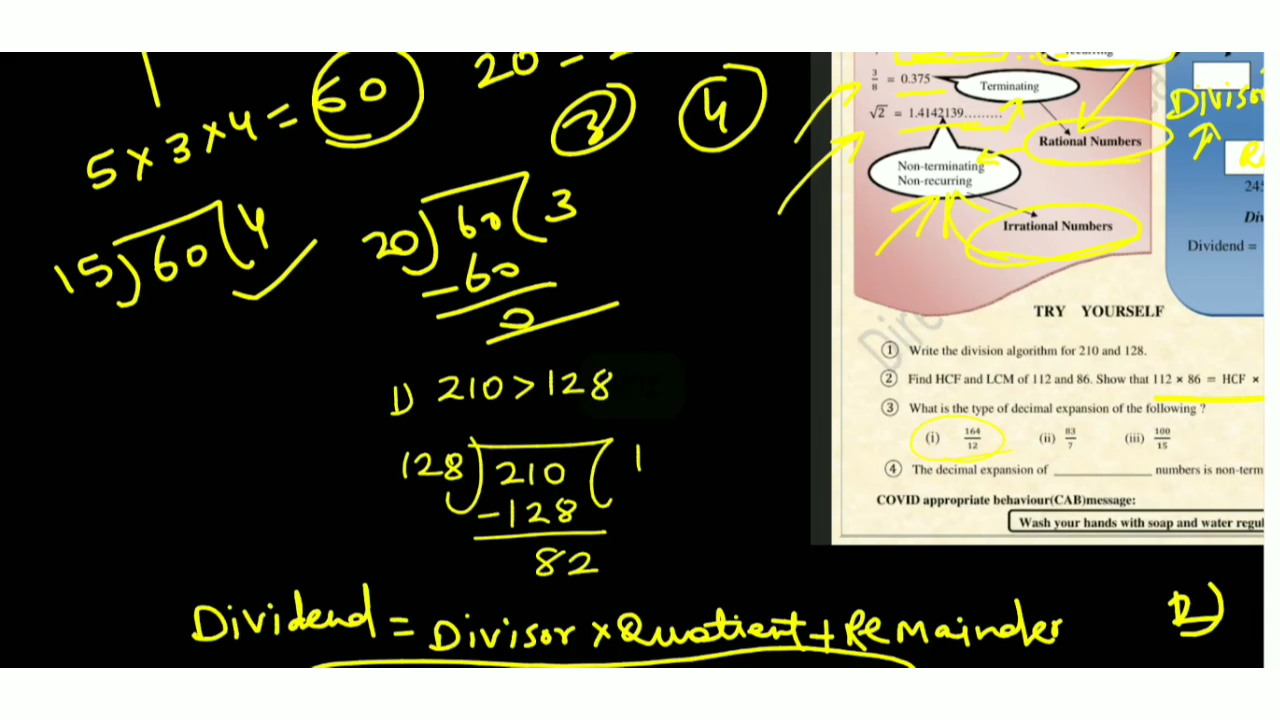 20 -
5 × 3 × 4 = 60
3 4
15) 60 ( 4
20) 60 ( 3
- 60
0
1) 210 > 128
128) 210 ( 1
- 128
82
Dividend = Divisor × Quotient + Remainder
2)
3/8 = 0.375
Terminating
√2 = 1.4142139.........
Rational Numbers
Non-terminating
Non-recurring
Irrational Numbers
Divisor
24
Div
Dividend =
TRY YOURSELF
① Write the division algorithm for 210 and 128.
② Find HCF and LCM of 112 and 86. Show that 112 × 86 = HCF ×
③ What is the type of decimal expansion of the following ?
(i) 164/12 (ii) 83/7 (iii) 100/15
④ The decimal expansion of ____________ numbers is non-term
COVID appropriate behaviour(CAB)message:
Wash your hands with soap and water regul